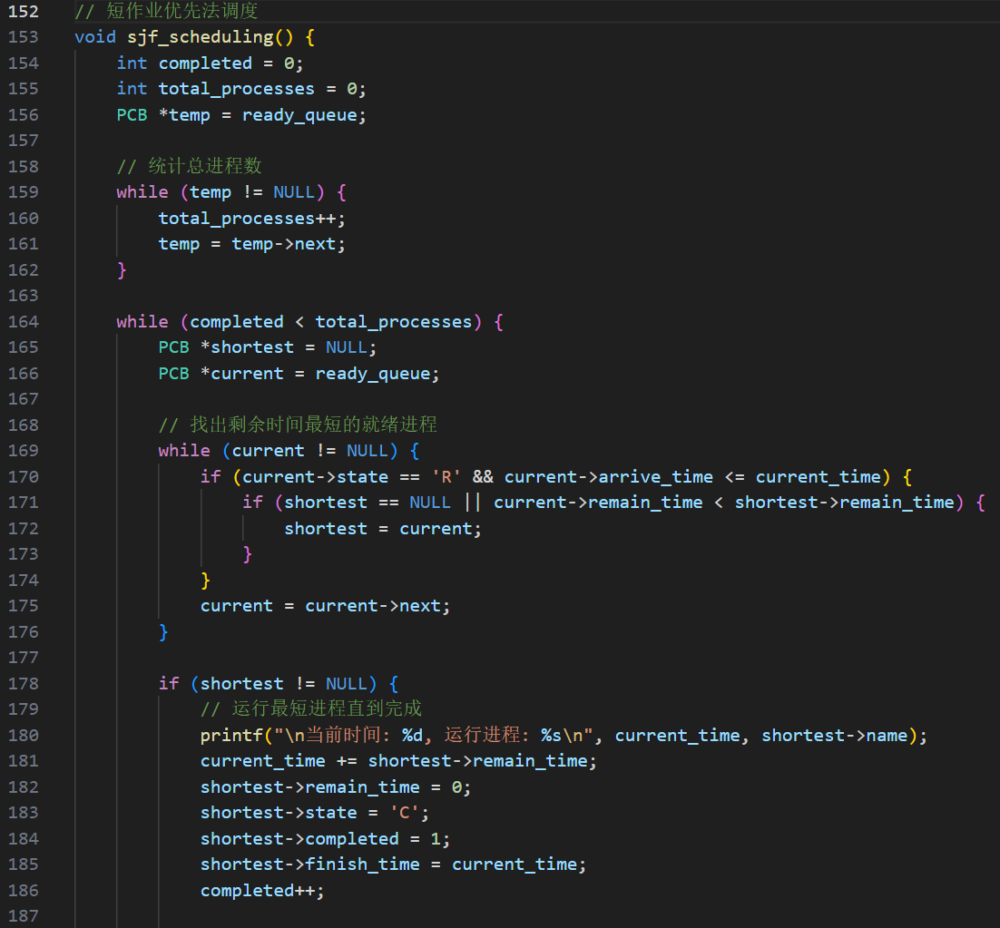 152 // 短作业优先法调度
153 void sjf_scheduling() {
154     int completed = 0;
155     int total_processes = 0;
156     PCB *temp = ready_queue;
157
158     // 统计总进程数
159     while (temp != NULL) {
160         total_processes++;
161         temp = temp->next;
162     }
163
164     while (completed < total_processes) {
165         PCB *shortest = NULL;
166         PCB *current = ready_queue;
167
168         // 找出剩余时间最短的就绪进程
169         while (current != NULL) {
170             if (current->state == 'R' && current->arrive_time <= current_time) {
171                 if (shortest == NULL || current->remain_time < shortest->remain_time) {
172                     shortest = current;
173                 }
174             }
175             current = current->next;
176         }
177
178         if (shortest != NULL) {
179             // 运行最短进程直到完成
180             printf("\n当前时间: %d, 运行进程: %s\n", current_time, shortest->name);
181             current_time += shortest->remain_time;
182             shortest->remain_time = 0;
183             shortest->state = 'C';
184             shortest->completed = 1;
185             shortest->finish_time = current_time;
186             completed++;
187